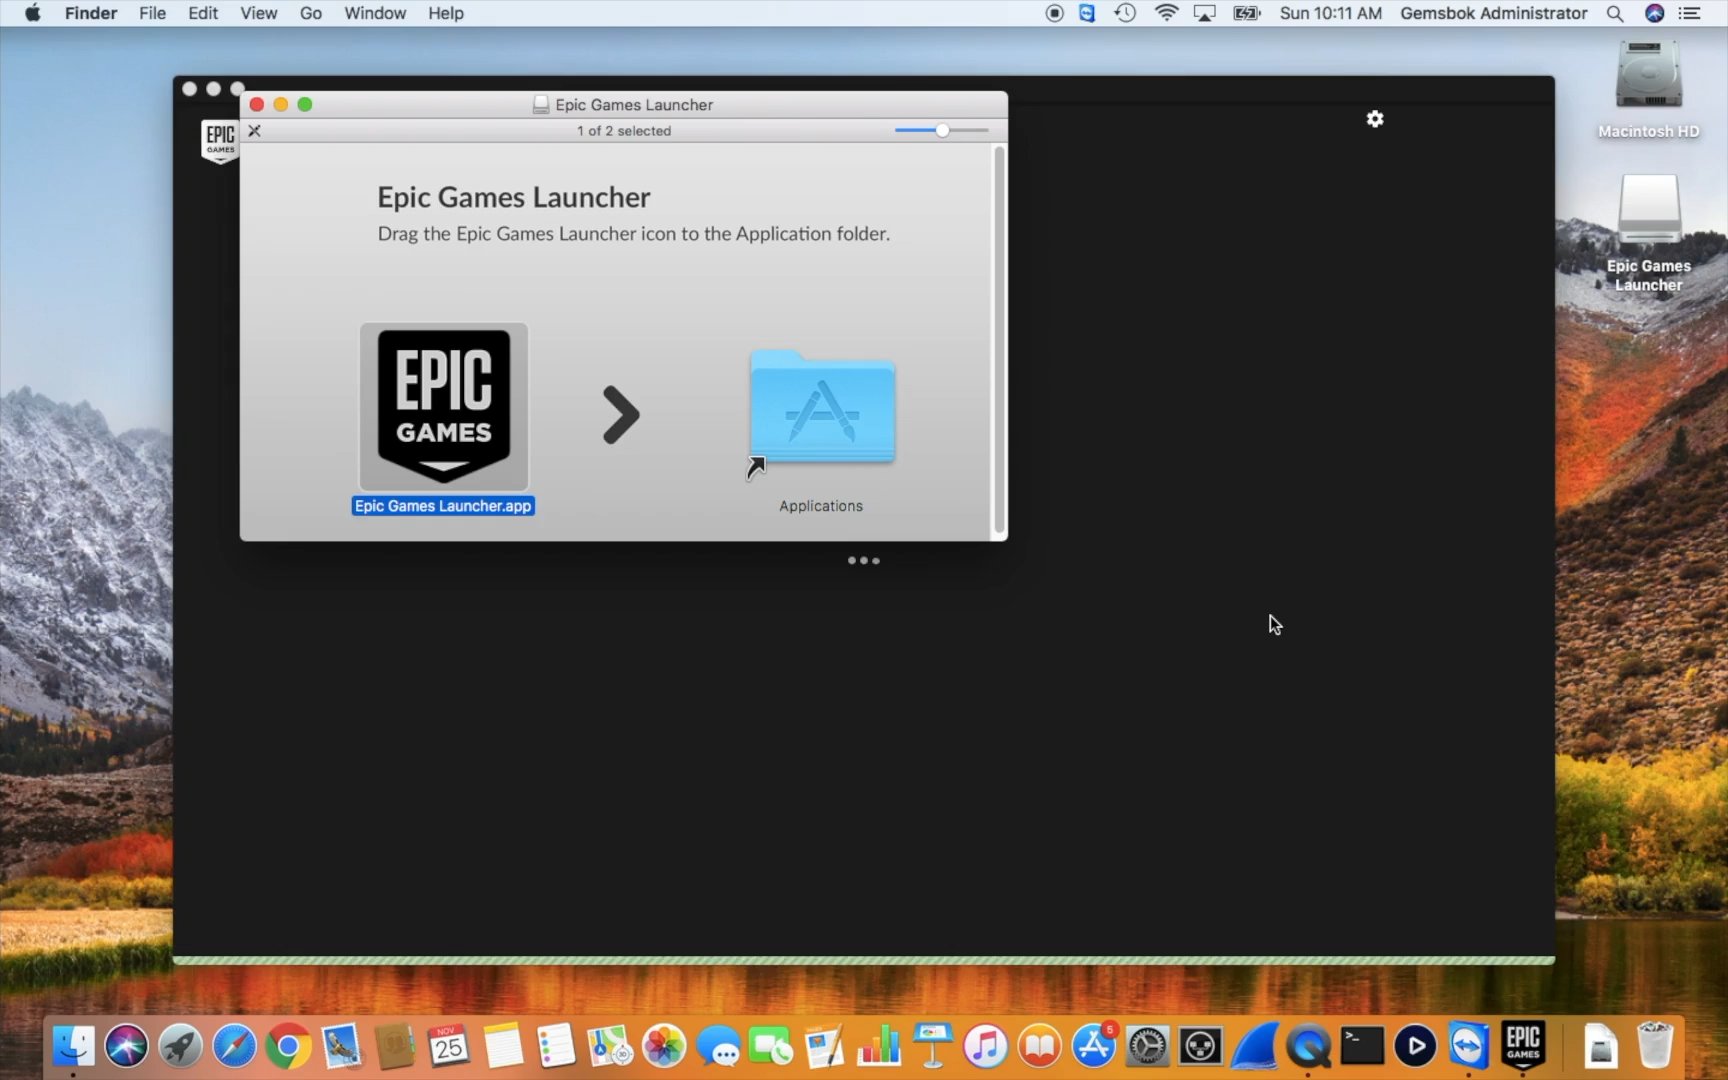 Finder File Edit View Go Window Help Sun 10:11 AM Gemsbok Administrator
Epic Games Launcher
1 of 2 selected
EPIC
GAMES
Macintosh HD
Epic Games Launcher
Drag the Epic Games Launcher icon to the Application folder.
Epic Games
Launcher
EPIC
GAMES
Epic Games Launcher.app
Applications
NOV
25
5
EPIC
GAMES